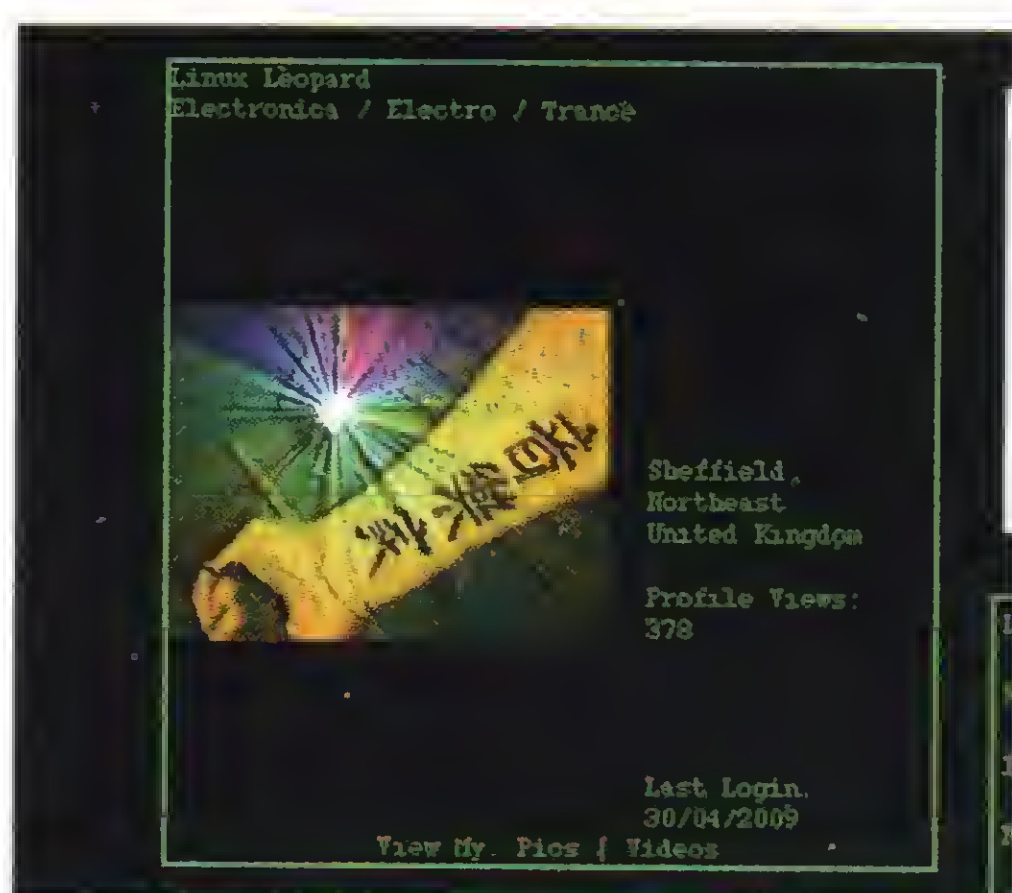 Linux Leopard
Electronica / Electro / Trance
Sheffield,
Northeast
United Kingdom
Profile Views:
378
Last Login:
30/04/2009
View My: Pics | Videos